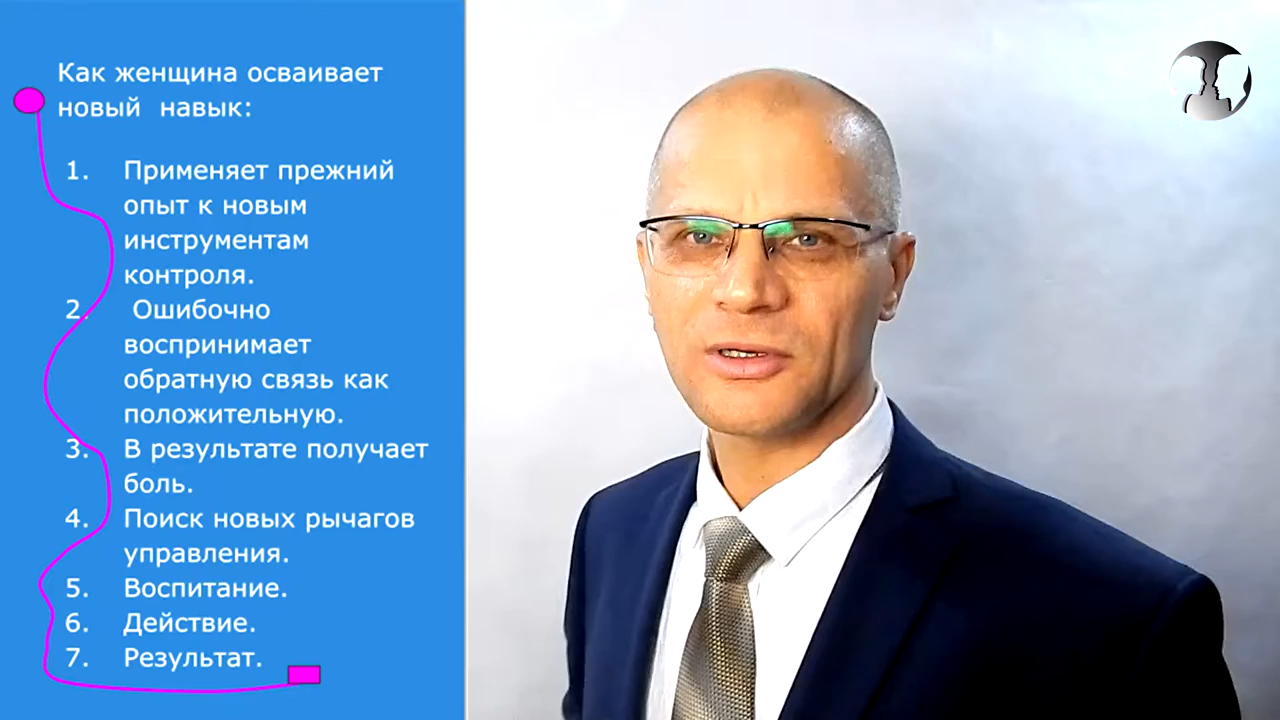 Как женщина осваивает
новый навык:
1. Применяет прежний
опыт к новым
инструментам
контроля.
2. Ошибочно
воспринимает
обратную связь как
положительную.
3. В результате получает
боль.
4. Поиск новых рычагов
управления.
5. Воспитание.
6. Действие.
7. Результат.